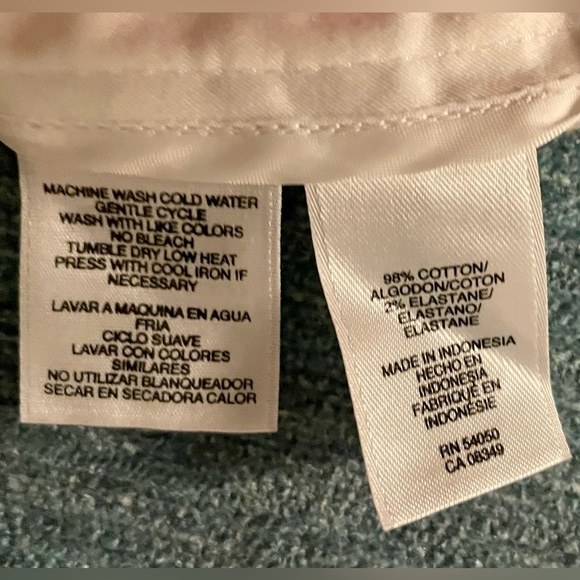 MACHINE WASH COLD WATER
GENTLE CYCLE
WASH WITH LIKE COLORS
NO BLEACH
TUMBLE DRY LOW HEAT
PRESS WITH COOL IRON IF
NECESSARY
LAVAR A MAQUINA EN AGUA
FRIA
CICLO SUAVE
LAVAR CON COLORES
SIMILARES
NO UTILIZAR BLANQUEADOR
SECAR EN SECADORA CALOR
98% COTTON/
ALGODON/COTON
2% ELASTANE/
ELASTANO/
ELASTANE
MADE IN INDONESIA
HECHO EN
INDONESIA
FABRIQUÉ EN
INDONÉSIE
RN 54050
CA 08349